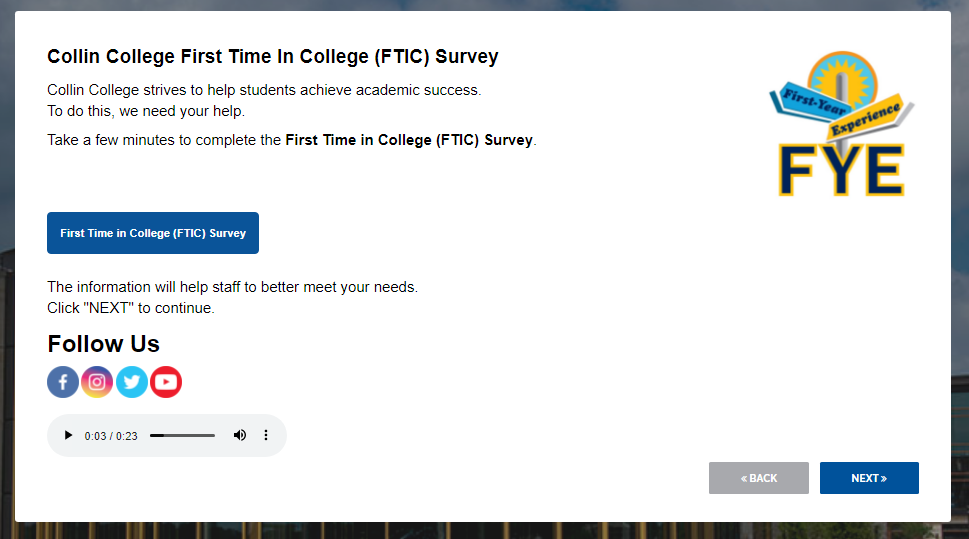 Collin College First Time In College (FTIC) Survey
Collin College strives to help students achieve academic success.
To do this, we need your help.
Take a few minutes to complete the First Time in College (FTIC) Survey.
First-Year
Experience
FYE
First Time in College (FTIC) Survey
The information will help staff to better meet your needs.
Click "NEXT" to continue.
Follow Us
0:03 / 0:23
« BACK
NEXT »